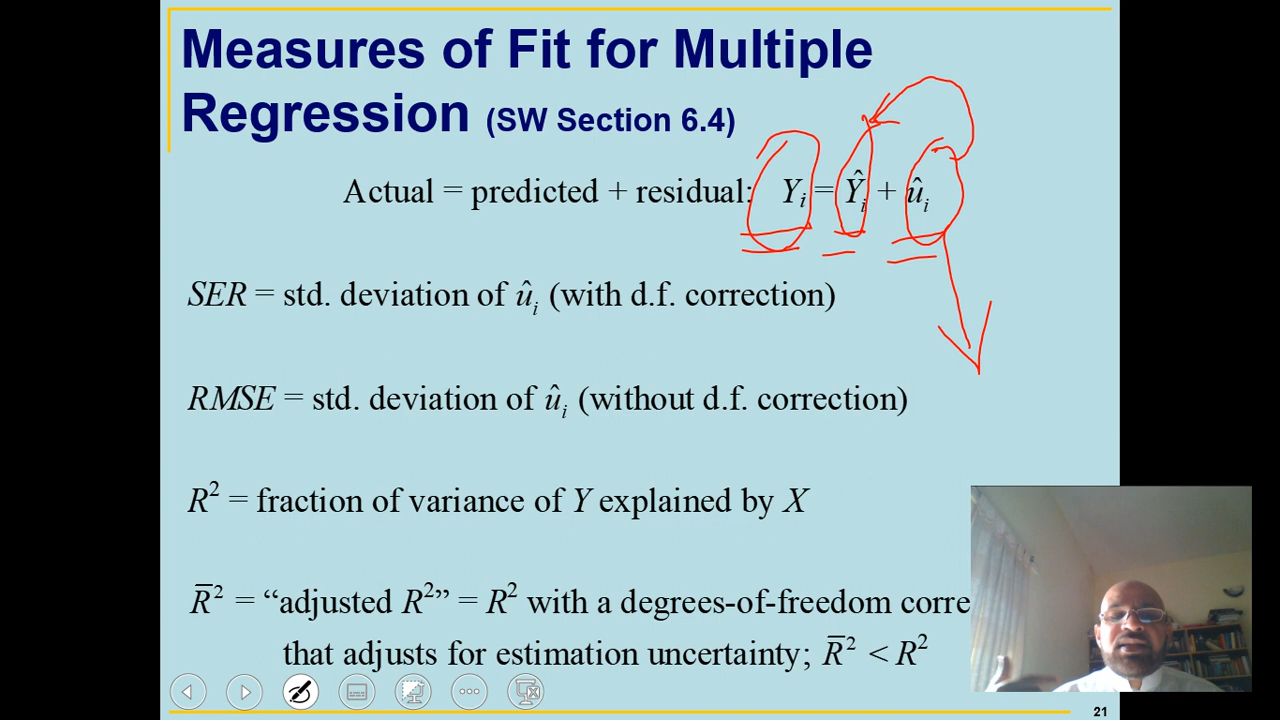 Measures of Fit for Multiple
Regression (SW Section 6.4)
Actual = predicted + residual: Yᵢ = Ŷᵢ + ûᵢ
SER = std. deviation of ûᵢ (with d.f. correction)
RMSE = std. deviation of ûᵢ (without d.f. correction)
R² = fraction of variance of Y explained by X
R̅² = “adjusted R²” = R² with a degrees-of-freedom corre
that adjusts for estimation uncertainty; R̅² < R²
21